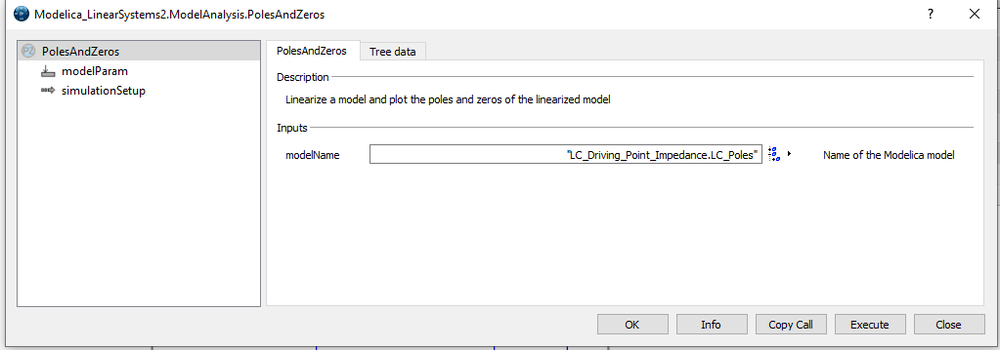 Modelica_LinearSystems2.ModelAnalysis.PolesAndZeros
?
PZ PolesAndZeros
modelParam
simulationSetup
PolesAndZeros Tree data
Description
Linearize a model and plot the poles and zeros of the linearized model
Inputs
modelName "LC_Driving_Point_Impedance.LC_Poles" Name of the Modelica model
OK Info Copy Call Execute Close